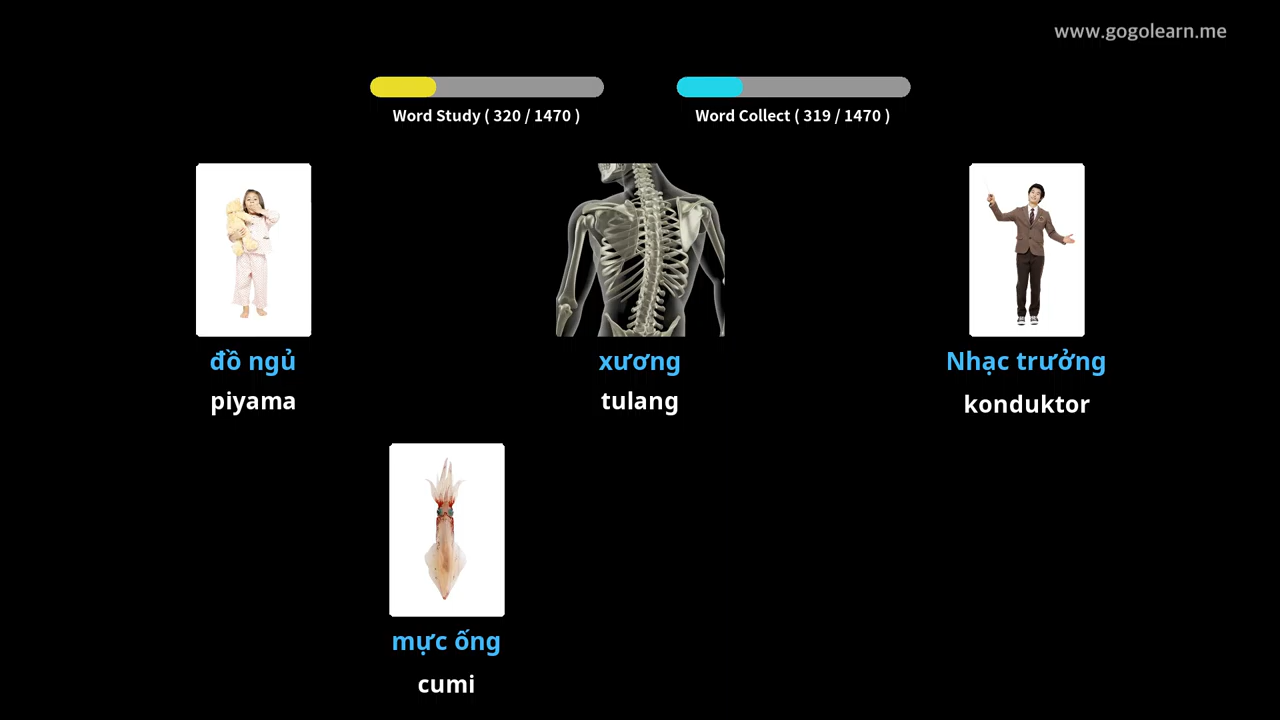 www.gogolearn.me
Word Study ( 320 / 1470 )
Word Collect ( 319 / 1470 )
đồ ngủ
piyama
xương
tulang
Nhạc trưởng
konduktor
mực ống
cumi